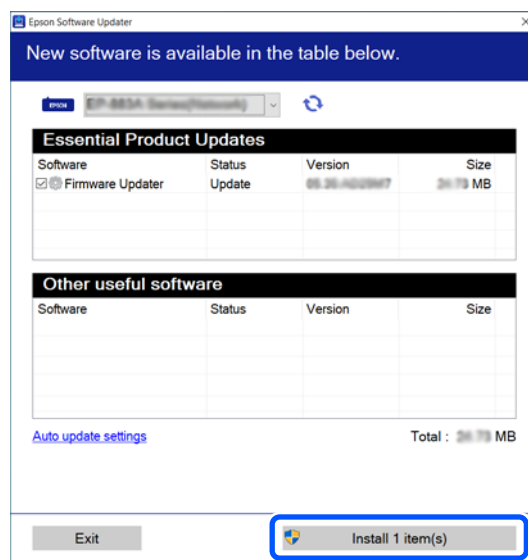 Epson Software Updater
New software is available in the table below.
EPSON
Essential Product Updates
Software Status Version Size
Firmware Updater Update MB
Other useful software
Software Status Version Size
Auto update settings Total : MB
Exit Install 1 item(s)